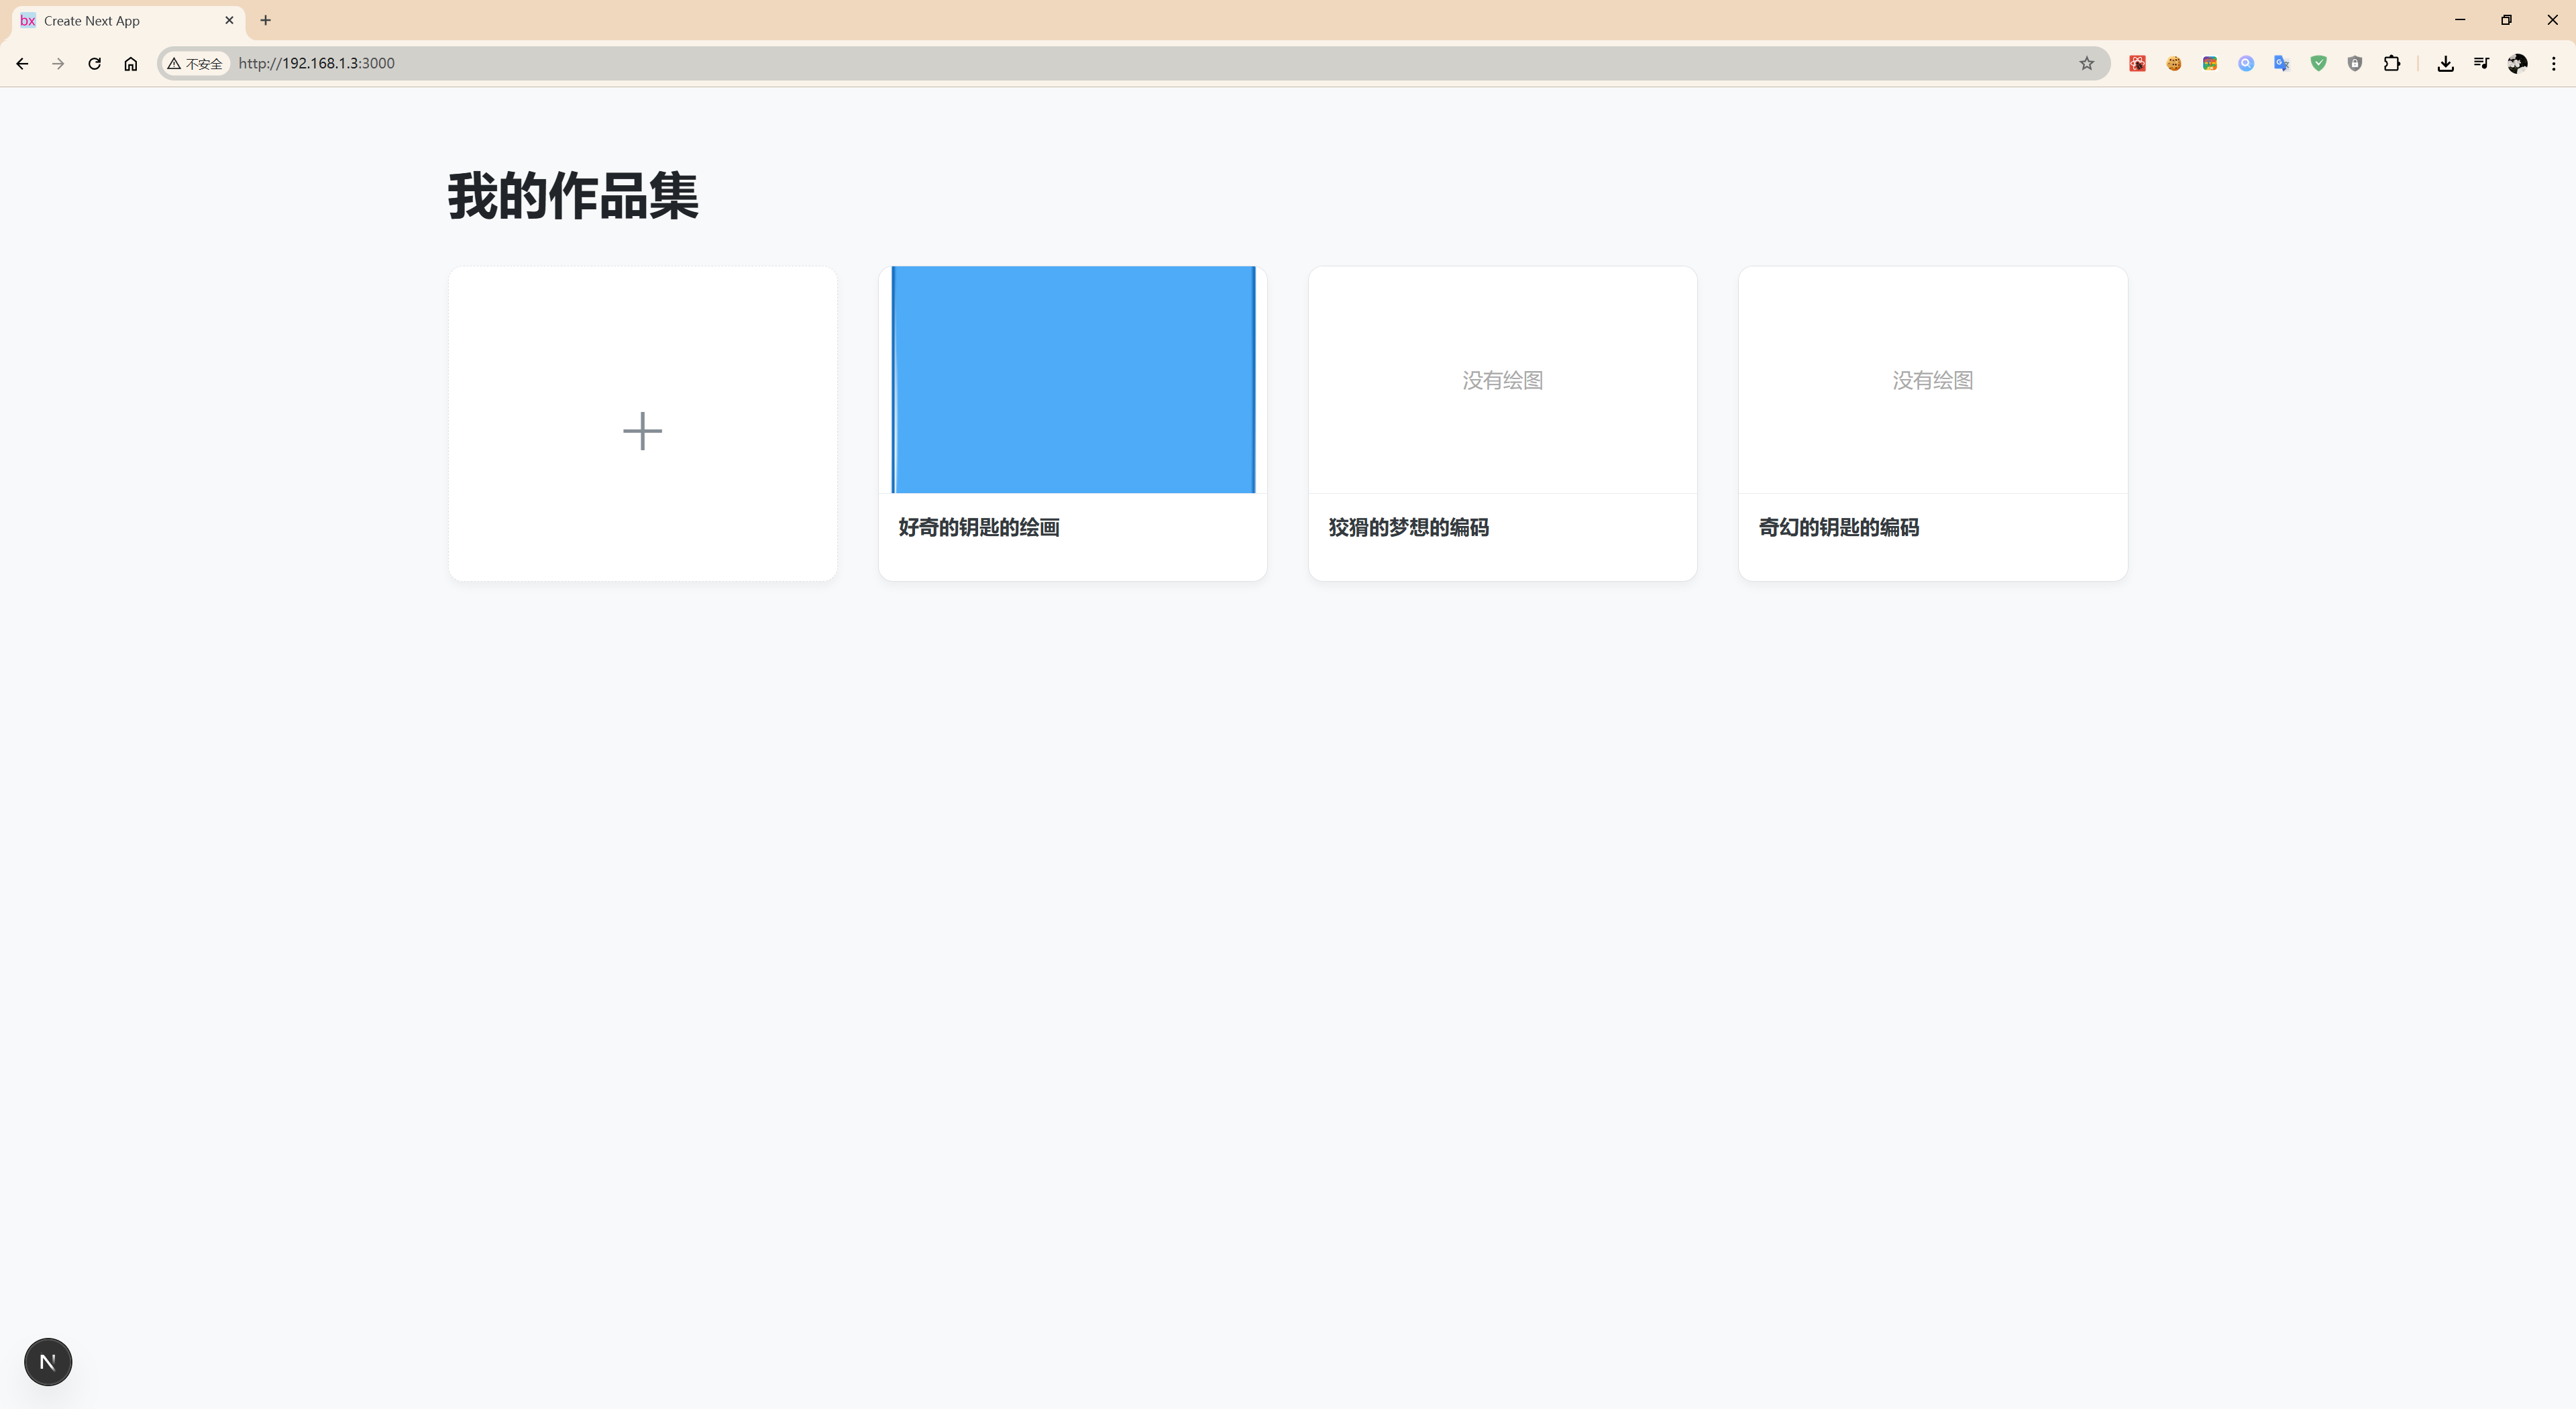 bx Create Next App
不安全 http://192.168.1.3:3000
我的作品集
没有绘图
没有绘图
好奇的钥匙的绘画
狡猾的梦想的编码
奇幻的钥匙的编码
N